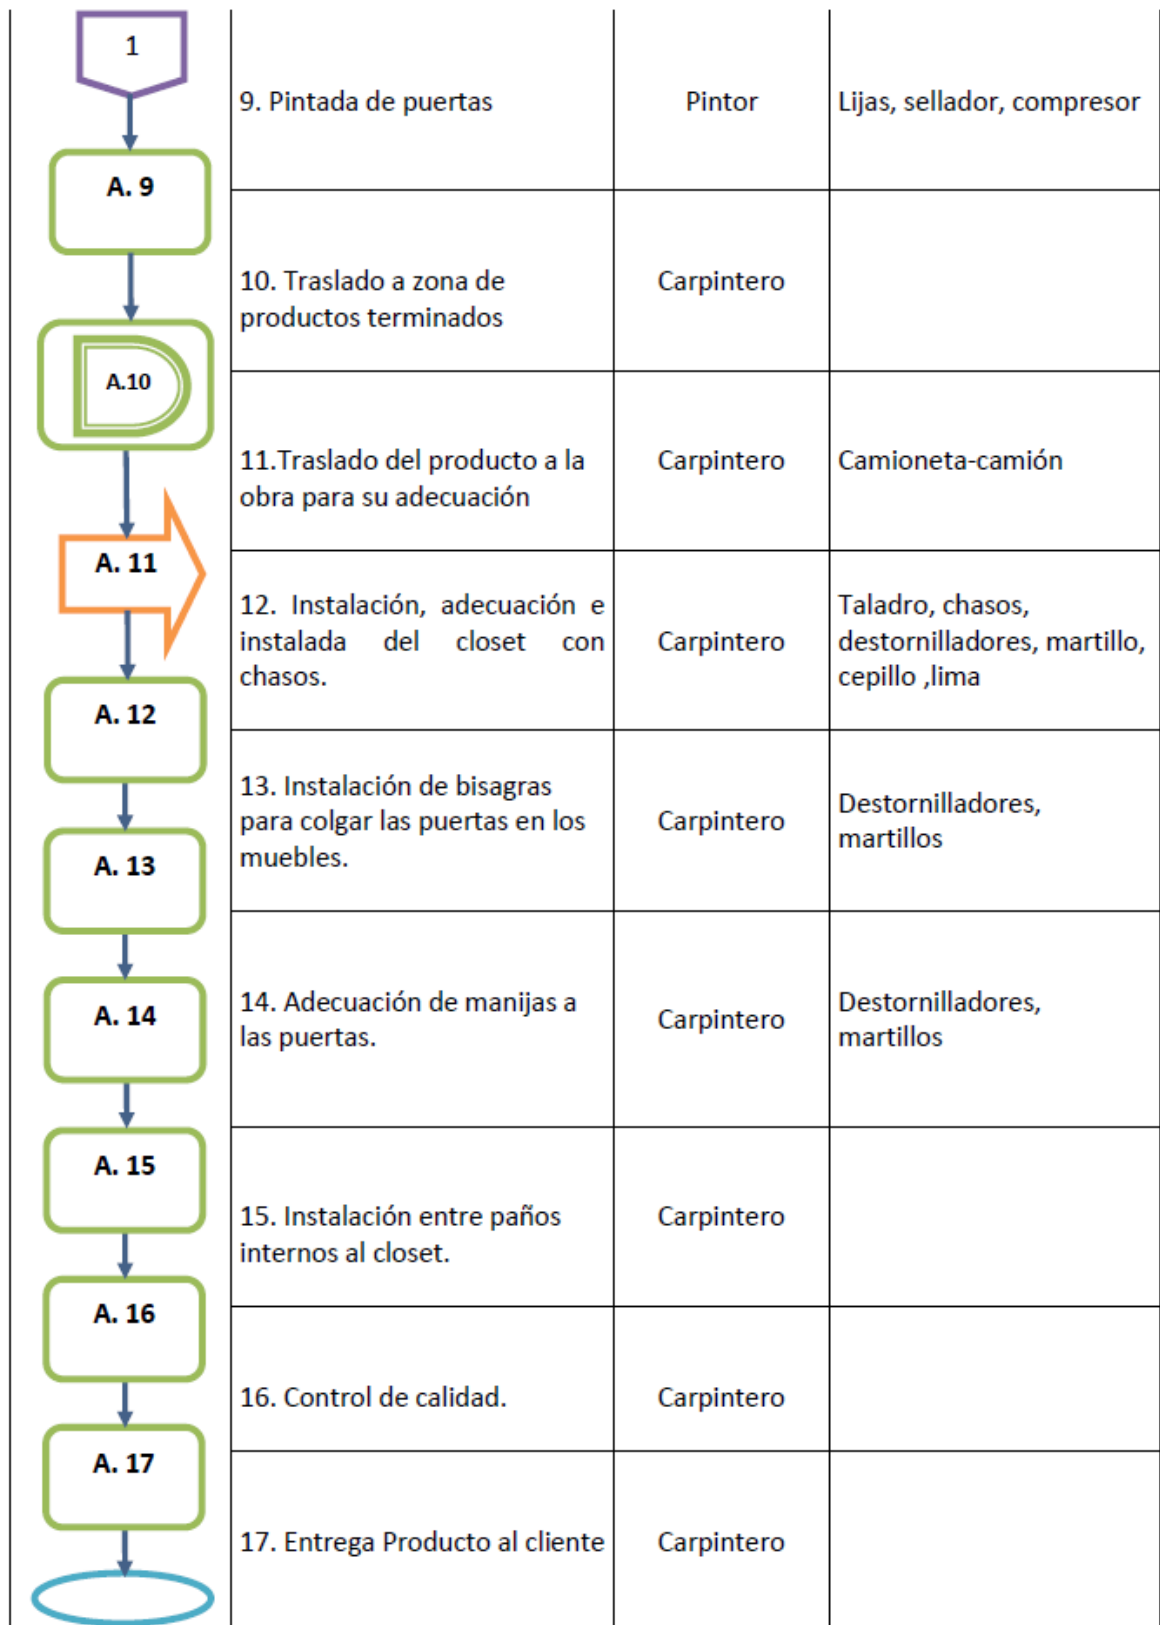 1
9. Pintada de puertas
Pintor
Lijas, sellador, compresor
A. 9
10. Traslado a zona de
productos terminados
Carpintero
A.10
11.Traslado del producto a la
obra para su adecuación
Carpintero
Camioneta-camión
A. 11
12. Instalación, adecuación e
instalada del closet con
chasos.
Carpintero
Taladro, chasos,
destornilladores, martillo,
cepillo ,lima
A. 12
13. Instalación de bisagras
para colgar las puertas en los
muebles.
Carpintero
Destornilladores,
martillos
A. 13
14. Adecuación de manijas a
las puertas.
Carpintero
Destornilladores,
martillos
A. 14
15. Instalación entre paños
internos al closet.
Carpintero
A. 15
16. Control de calidad.
Carpintero
A. 16
17. Entrega Producto al cliente
Carpintero
A. 17